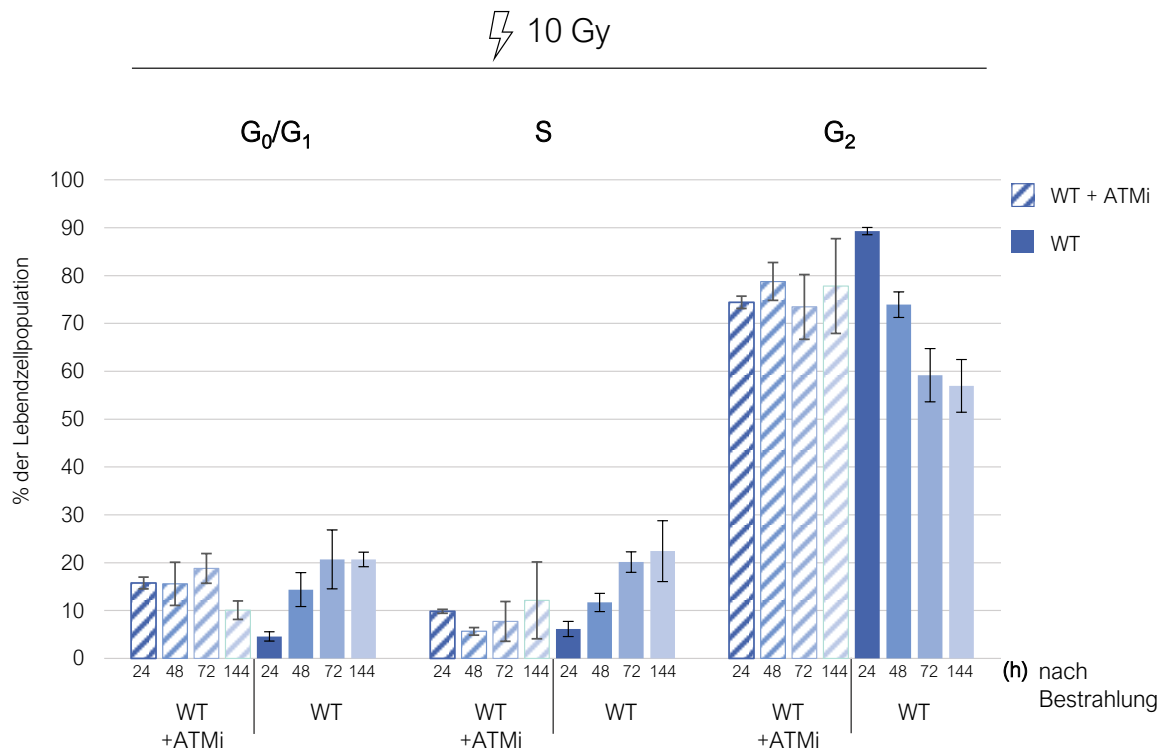 10 Gy
G₀/G₁ S G₂
% der Lebendzellpopulation
100
90
80
70
60
50
40
30
20
10
0
WT + ATMi
WT
24 48 72 144 24 48 72 144 24 48 72 144 24 48 72 144 24 48 72 144 24 48 72 144
(h) nach
Bestrahlung
WT
+ATMi
WT
WT
+ATMi
WT
WT
+ATMi
WT